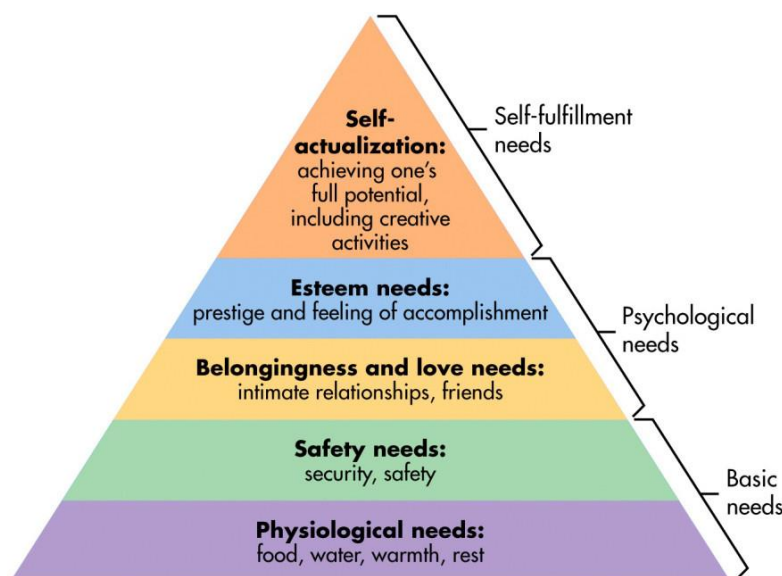 Self-
actualization:
achieving one's
full potential,
including creative
activities
Self-fulfillment
needs
Esteem needs:
prestige and feeling of accomplishment
Belongingness and love needs:
intimate relationships, friends
Psychological
needs
Safety needs:
security, safety
Physiological needs:
food, water, warmth, rest
Basic
needs